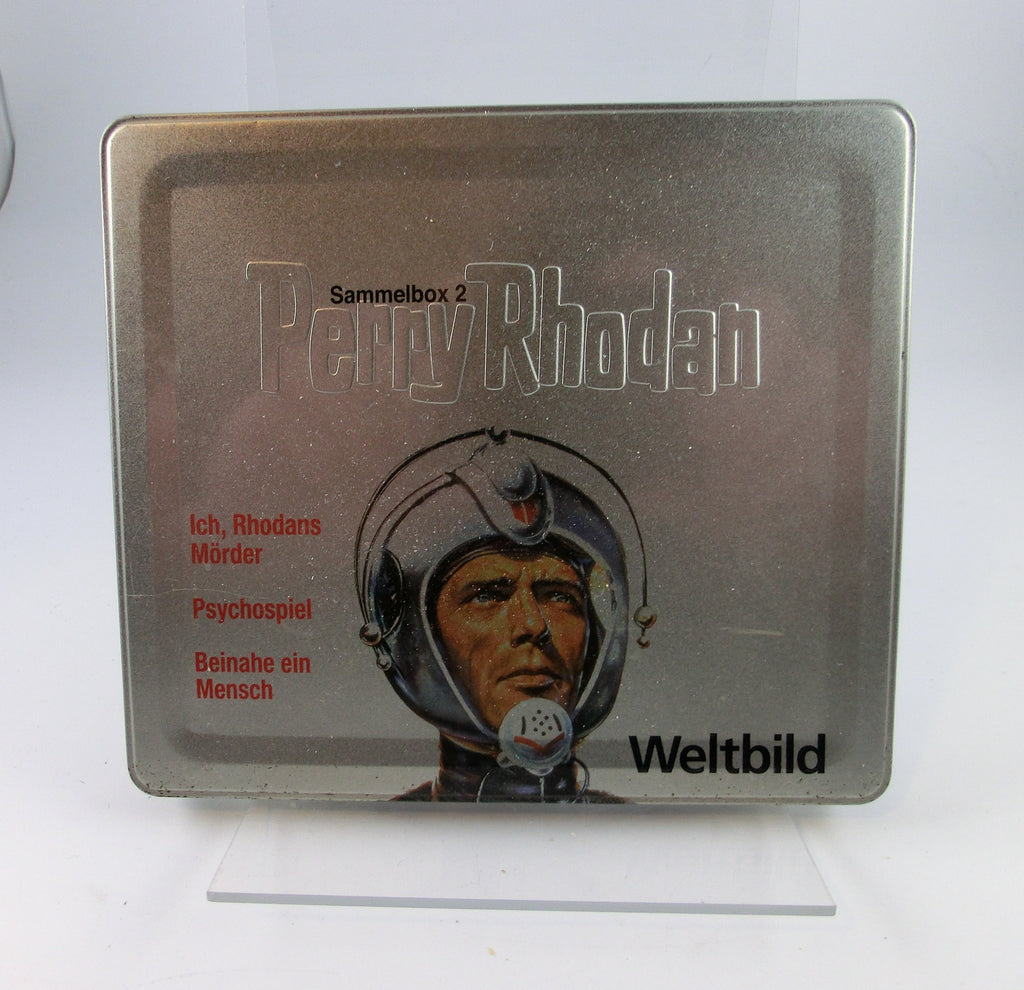 Sammelbox 2
Perry Rhodan
Ich, Rhodans
Mörder
Psychospiel
Beinahe ein
Mensch
Weltbild